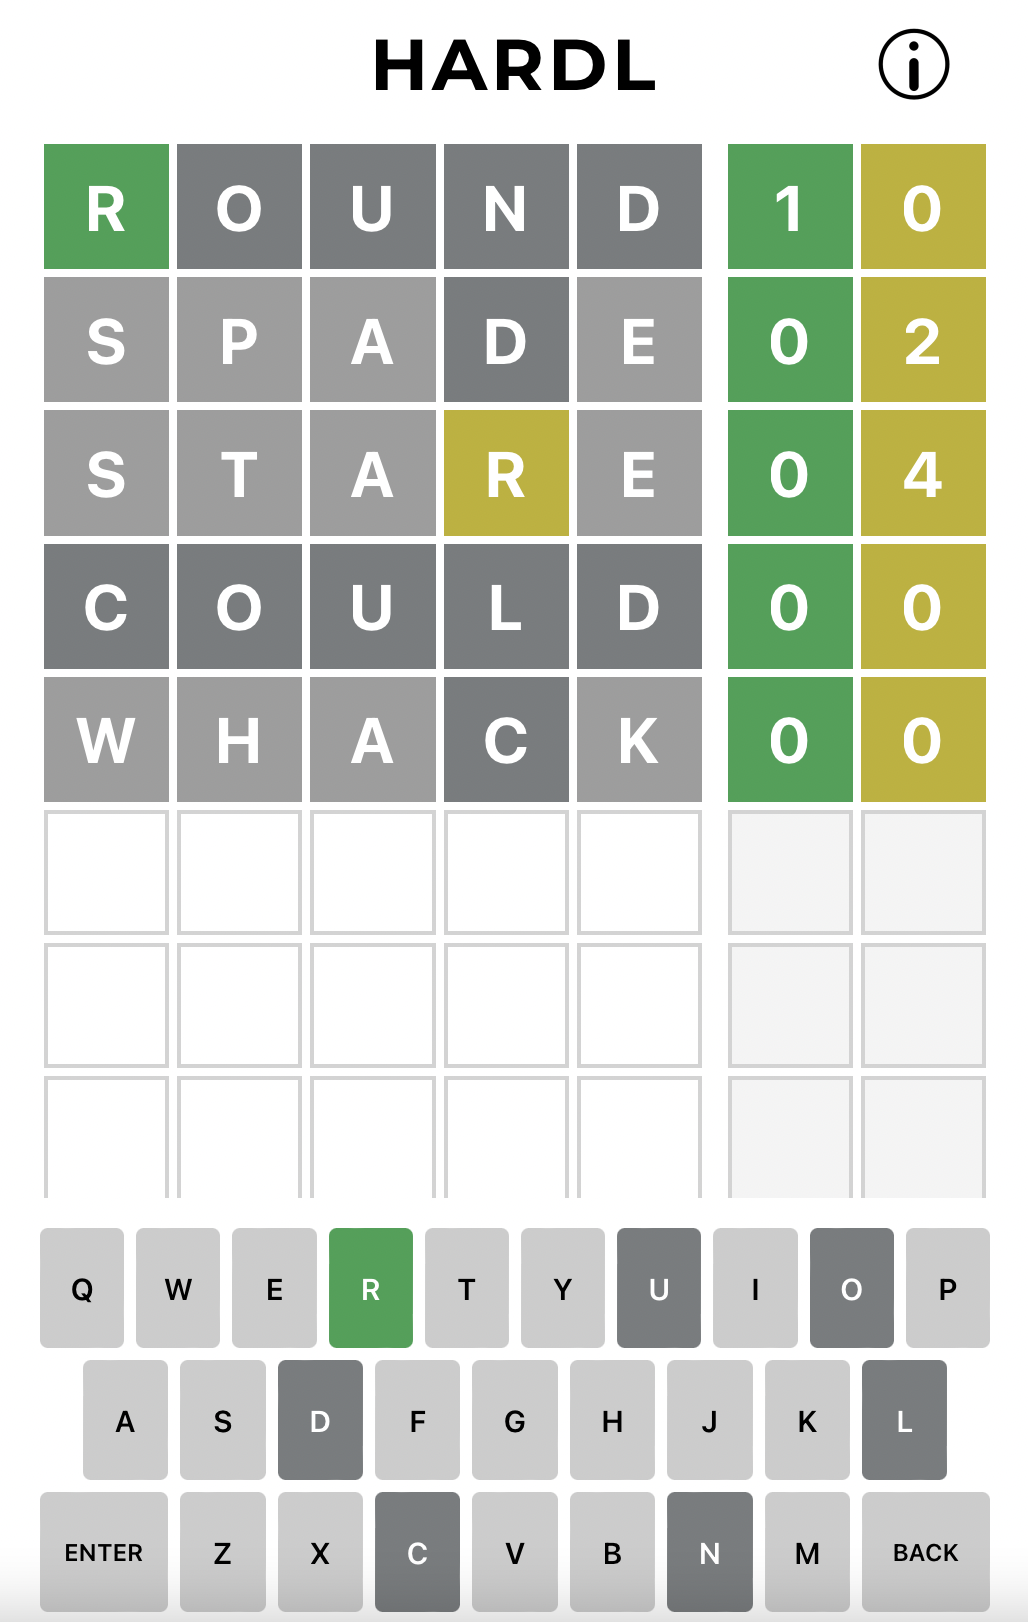 HARDL
R O U N D 1 0
S P A D E 0 2
S T A R E 0 4
C O U L D 0 0
W H A C K 0 0
Q W E R T Y U I O P
A S D F G H J K L
ENTER Z X C V B N M BACK